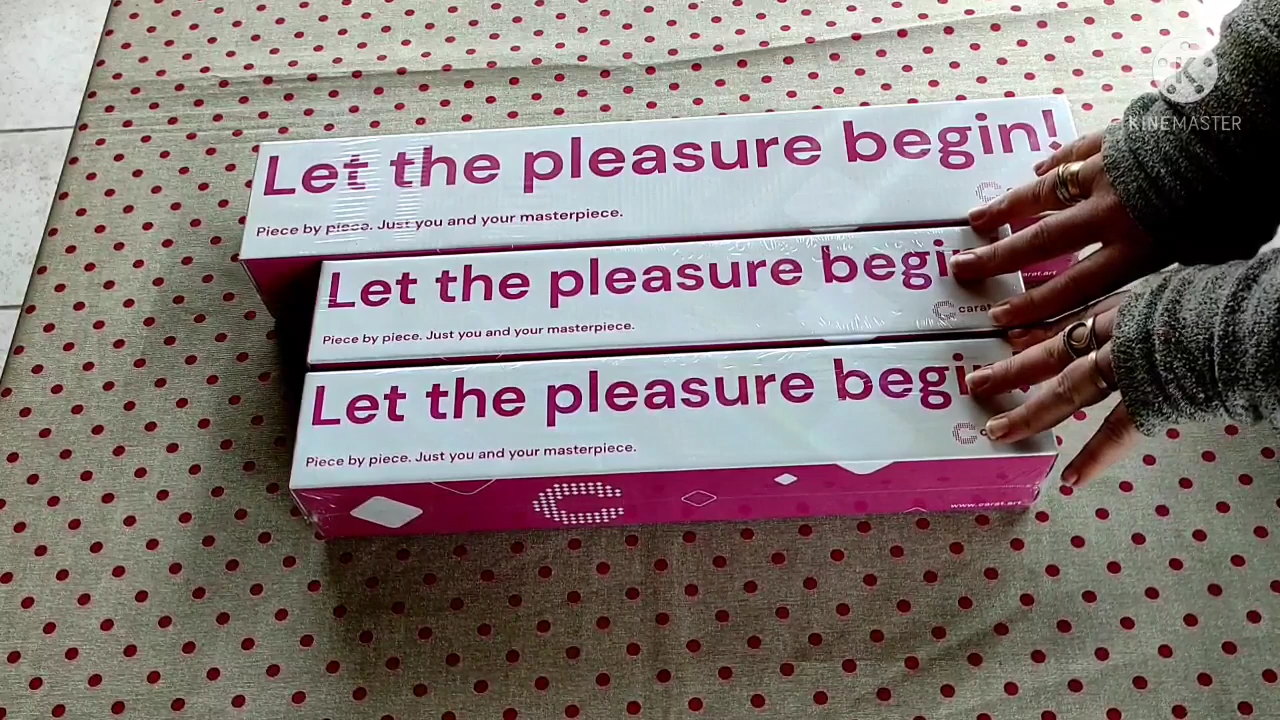 KINEMASTER
Let the pleasure begin!
Piece by piece. Just you and your masterpiece.
Let the pleasure begi
Piece by piece. Just you and your masterpiece.
carat
Let the pleasure begi
Piece by piece. Just you and your masterpiece.
www.carat.art